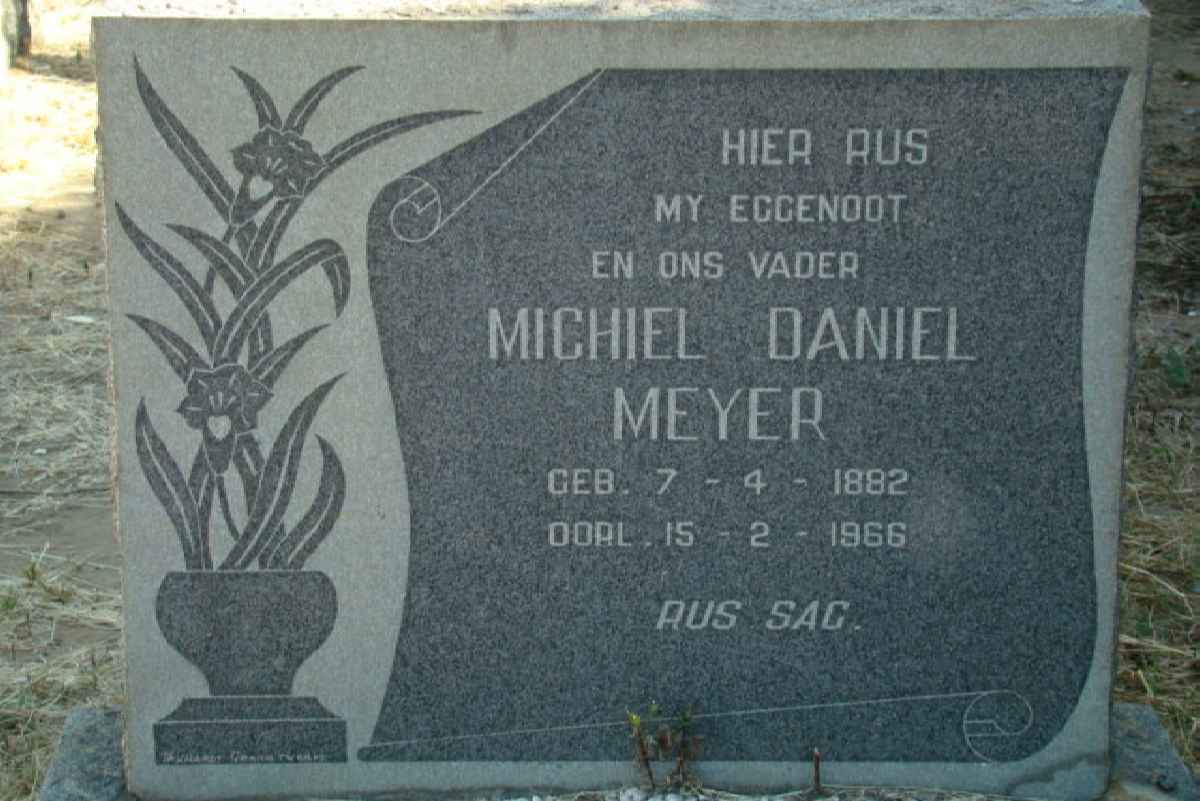 HIER RUS
MY EGGENOOT
EN ONS VADER
MICHIEL DANIEL
MEYER
GEB. 7 - 4 - 1882
OORL. 15 - 2 - 1966
RUS SAG.